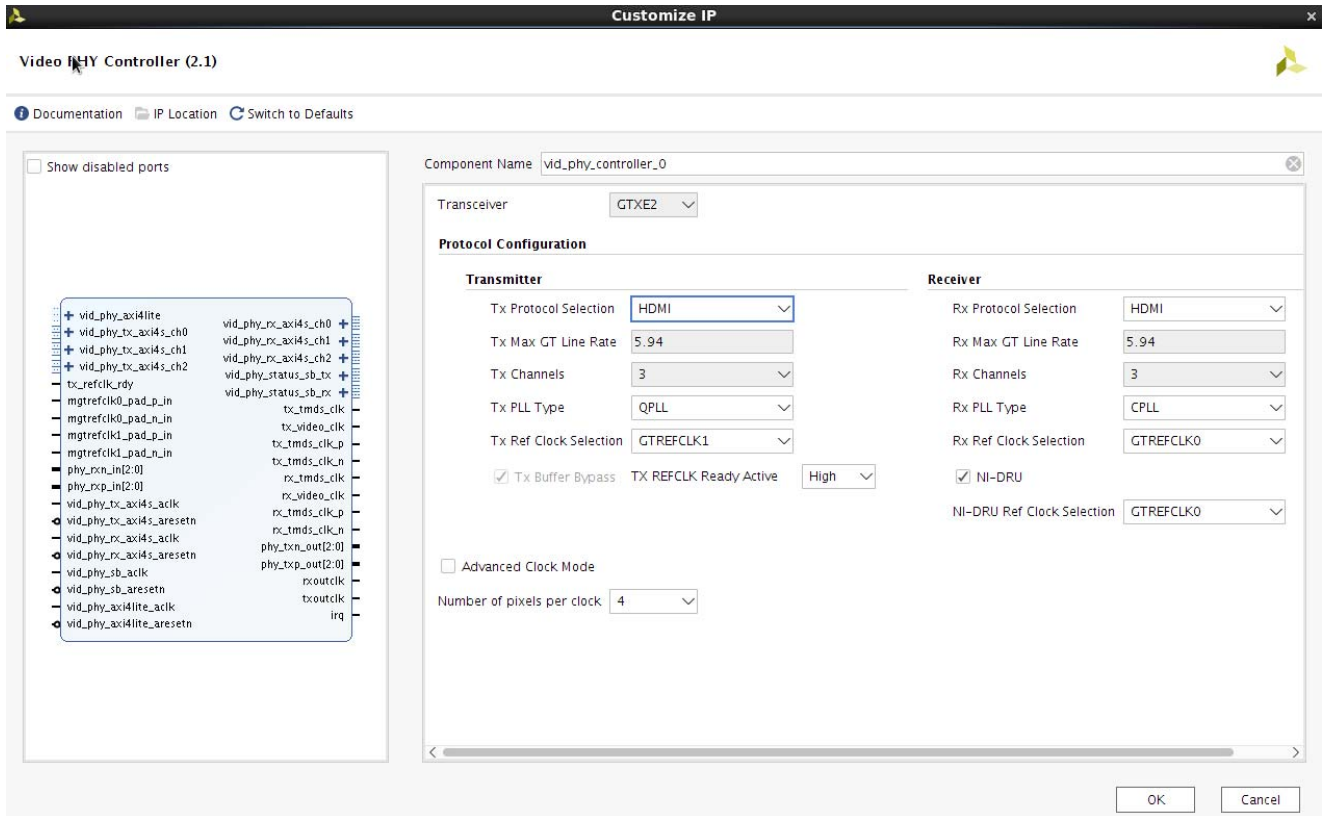 Customize IP
Video PHY Controller (2.1)
Documentation IP Location Switch to Defaults
Show disabled ports
vid_phy_axi4lite
vid_phy_tx_axi4s_ch0
vid_phy_tx_axi4s_ch1
vid_phy_tx_axi4s_ch2
tx_refclk_rdy
mgtrefclk0_pad_p_in
mgtrefclk0_pad_n_in
mgtrefclk1_pad_p_in
mgtrefclk1_pad_n_in
phy_rxn_in[2:0]
phy_rxp_in[2:0]
vid_phy_tx_axi4s_aclk
vid_phy_tx_axi4s_aresetn
vid_phy_rx_axi4s_aclk
vid_phy_rx_axi4s_aresetn
vid_phy_sb_aclk
vid_phy_sb_aresetn
vid_phy_axi4lite_aclk
vid_phy_axi4lite_aresetn
vid_phy_rx_axi4s_ch0
vid_phy_rx_axi4s_ch1
vid_phy_rx_axi4s_ch2
vid_phy_status_sb_tx
vid_phy_status_sb_rx
tx_tmds_clk
tx_video_clk
tx_tmds_clk_p
tx_tmds_clk_n
rx_tmds_clk
rx_video_clk
rx_tmds_clk_p
rx_tmds_clk_n
phy_txn_out[2:0]
phy_txp_out[2:0]
rxoutclk
txoutclk
irq
Component Name vid_phy_controller_0
Transceiver GTXE2
Protocol Configuration
Transmitter
Tx Protocol Selection HDMI
Tx Max GT Line Rate 5.94
Tx Channels 3
Tx PLL Type QPLL
Tx Ref Clock Selection GTREFCLK1
Tx Buffer Bypass TX REFCLK Ready Active High
Receiver
Rx Protocol Selection HDMI
Rx Max GT Line Rate 5.94
Rx Channels 3
Rx PLL Type CPLL
Rx Ref Clock Selection GTREFCLK0
NI-DRU
NI-DRU Ref Clock Selection GTREFCLK0
Advanced Clock Mode
Number of pixels per clock 4
OK Cancel